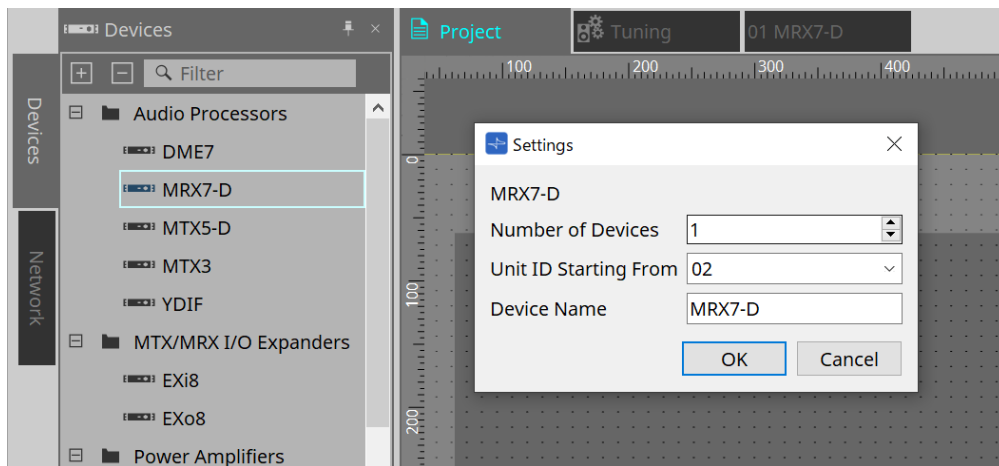 Devices
Filter
Audio Processors
DME7
MRX7-D
MTX5-D
MTX3
YDIF
MTX/MRX I/O Expanders
EXi8
EXo8
Power Amplifiers
Devices
Network
Project
Tuning
01 MRX7-D
100
200
300
400
0
100
200
Settings
MRX7-D
Number of Devices 1
Unit ID Starting From 02
Device Name MRX7-D
OK Cancel